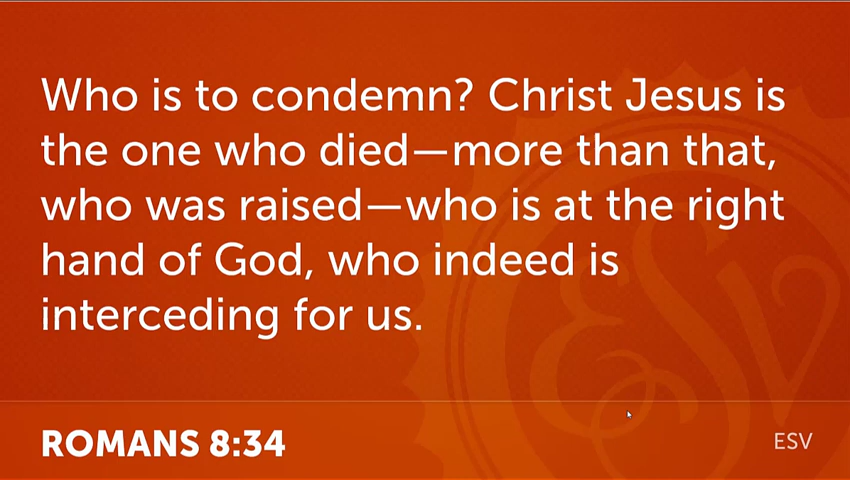 Who is to condemn? Christ Jesus is
the one who died—more than that,
who was raised—who is at the right
hand of God, who indeed is
interceding for us.
ROMANS 8:34
ESV
ESV